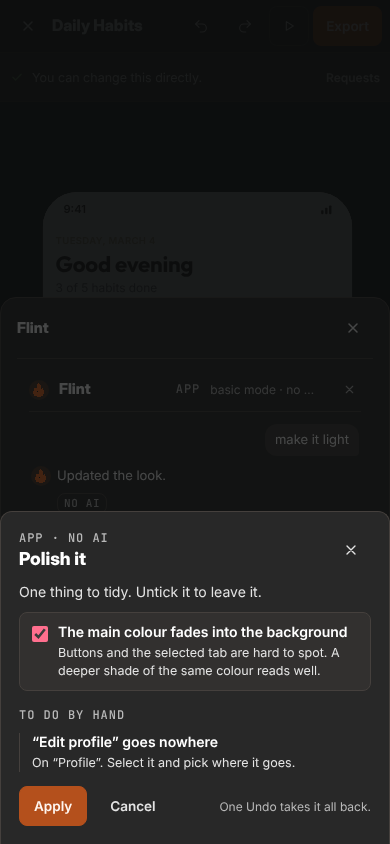 Daily Habits
Export
You can change this directly.
Requests
9:41
TUESDAY, MARCH 4
Good evening
3 of 5 habits done
Flint
Flint
APP basic mode · no ...
make it light
Updated the look.
NO AI
APP · NO AI
Polish it
One thing to tidy. Untick it to leave it.
The main colour fades into the background
Buttons and the selected tab are hard to spot. A
deeper shade of the same colour reads well.
TO DO BY HAND
“Edit profile” goes nowhere
On “Profile”. Select it and pick where it goes.
Apply
Cancel
One Undo takes it all back.